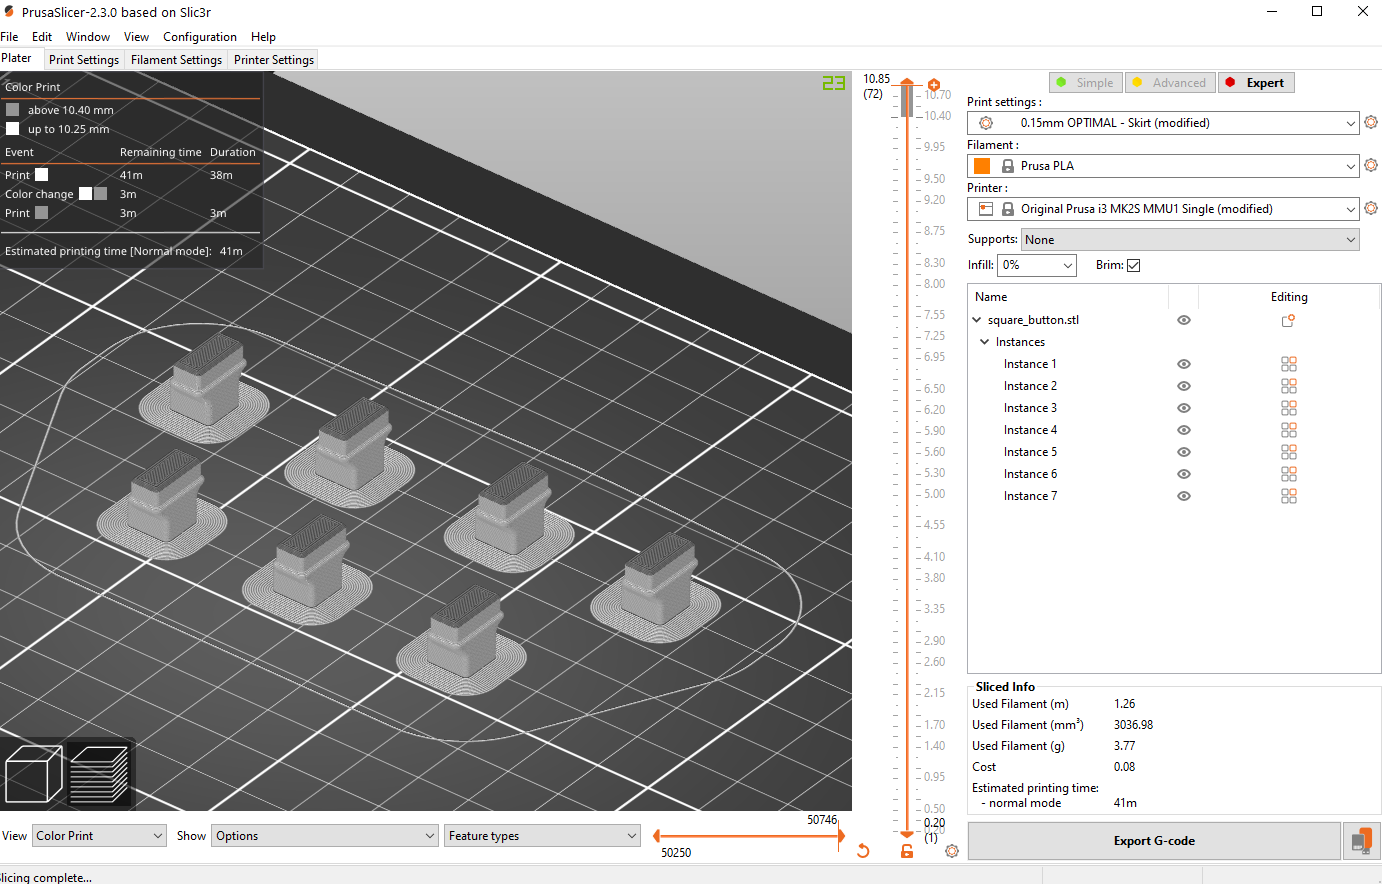 PrusaSlicer-2.3.0 based on Slic3r
File Edit Window View Configuration Help
Plater Print Settings Filament Settings Printer Settings
Color Print
above 10.40 mm
up to 10.25 mm
Event Remaining time Duration
Print 41m 38m
Color change 3m
Print 3m 3m
Estimated printing time [Normal mode]: 41m
23
10.85
(72)
10.70
10.40
9.95
9.50
9.20
8.75
8.30
8.00
7.55
7.25
6.95
6.50
6.20
5.90
5.60
5.30
5.00
4.55
4.10
3.80
3.35
2.90
2.60
2.15
1.70
1.40
0.95
0.50
0.20
(1)
Simple Advanced Expert
Print settings :
0.15mm OPTIMAL - Skirt (modified)
Filament :
Prusa PLA
Printer :
Original Prusa i3 MK2S MMU1 Single (modified)
Supports: None
Infill: 0% Brim:
Name Editing
square_button.stl
Instances
Instance 1
Instance 2
Instance 3
Instance 4
Instance 5
Instance 6
Instance 7
Sliced Info
Used Filament (m) 1.26
Used Filament (mm³) 3036.98
Used Filament (g) 3.77
Cost 0.08
Estimated printing time:
- normal mode 41m
View Color Print Show Options Feature types
50746
50250
Export G-code
licing complete...